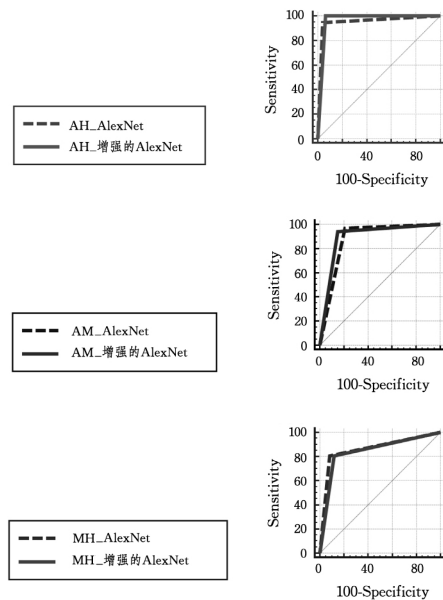 AH_AlexNet
AH_增强的AlexNet
Sensitivity
100
80
60
40
20
0
0 40 80
100-Specificity
AM_AlexNet
AM_增强的AlexNet
Sensitivity
100
80
60
40
20
0
0 40 80
100-Specificity
MH_AlexNet
MH_增强的AlexNet
Sensitivity
100
80
60
40
20
0
0 40 80
100-Specificity